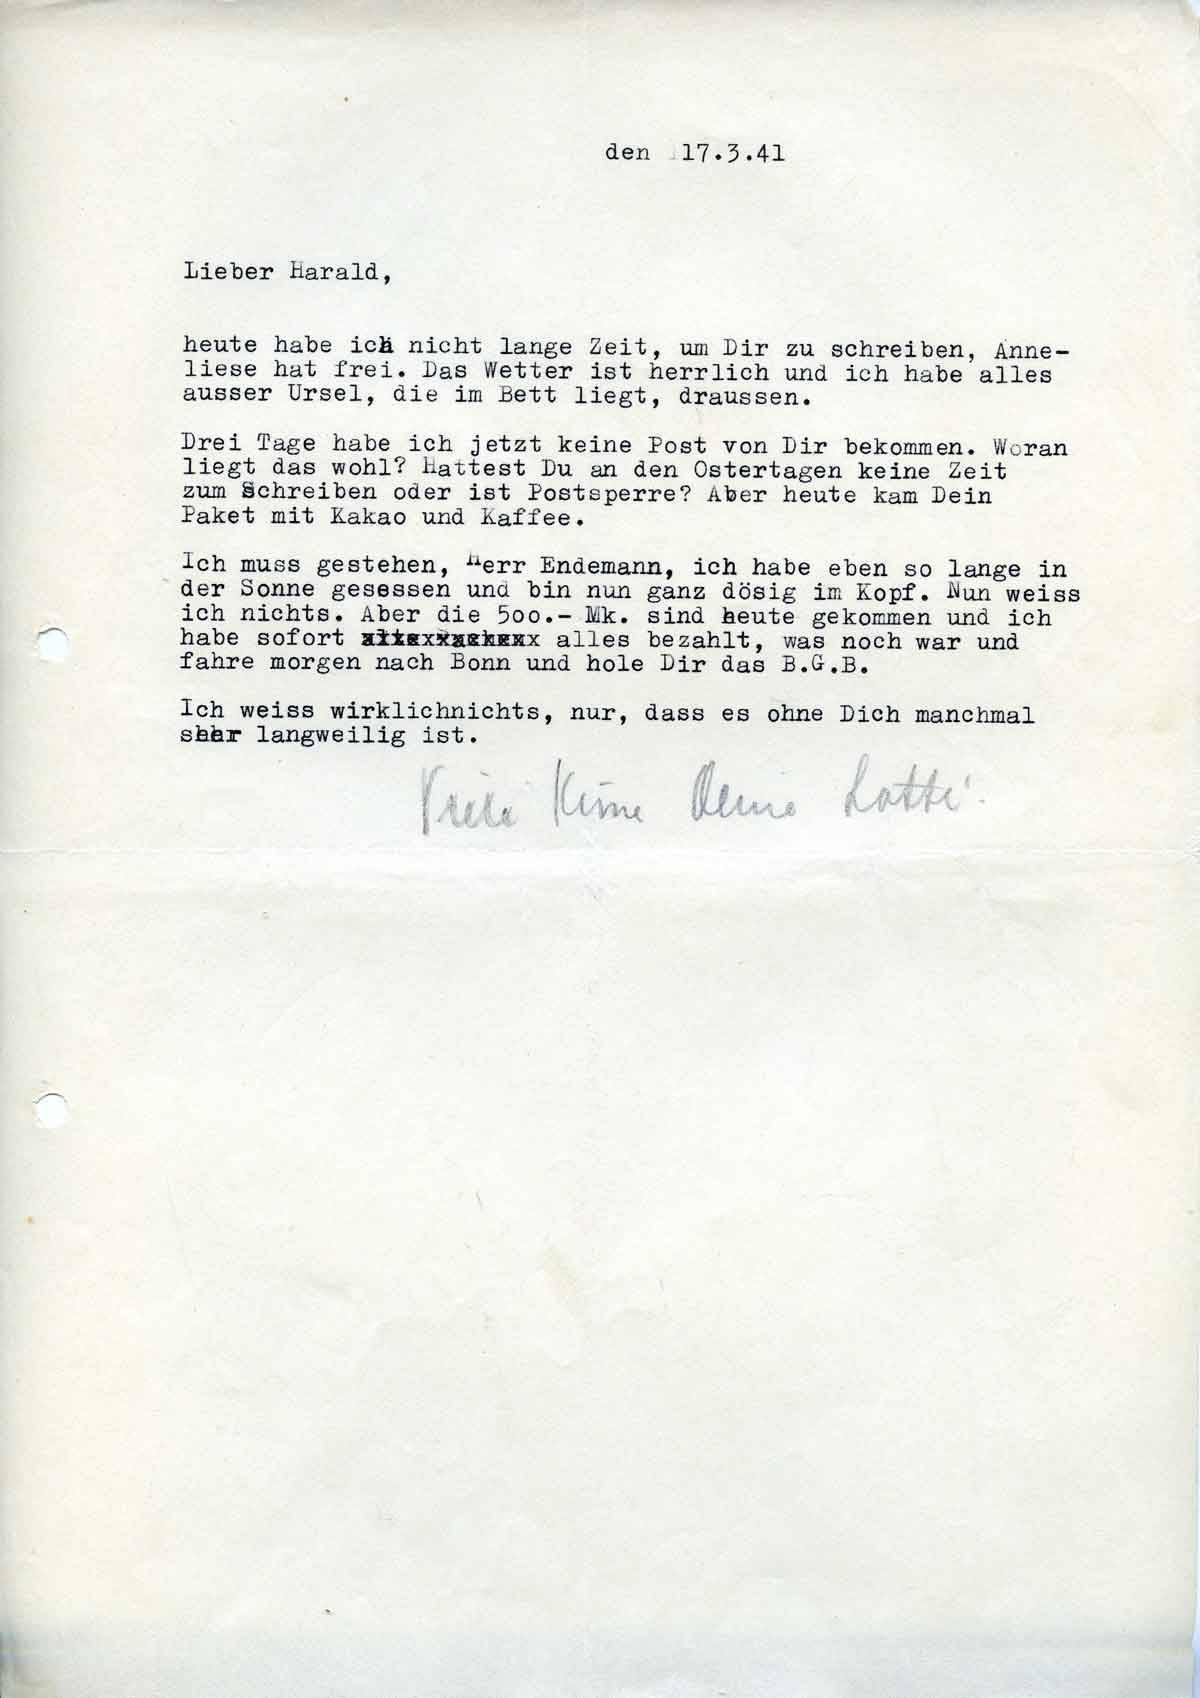 den 17.3.41
Lieber Harald,
heute habe ich nicht lange Zeit, um Dir zu schreiben, Anne-
liese hat frei. Das Wetter ist herrlich und ich habe alles
ausser Ursel, die im Bett liegt, draussen.
Drei Tage habe ich jetzt keine Post von Dir bekommen. Woran
liegt das wohl? Hattest Du an den Ostertagen keine Zeit
zum Schreiben oder ist Postsperre? Aber heute kam Dein
Paket mit Kakao und Kaffee.
Ich muss gestehen, Herr Endemann, ich habe eben so lange in
der Sonne gesessen und bin nun ganz dösig im Kopf. Nun weiss
ich nichts. Aber die 500.- Mk. sind heute gekommen und ich
habe sofort alles bezahlt, was noch war und
fahre morgen nach Bonn und hole Dir das B.G.B.
Ich weiss wirklichnichts, nur, dass es ohne Dich manchmal
sehr langweilig ist.
Viele Deine Lotte.